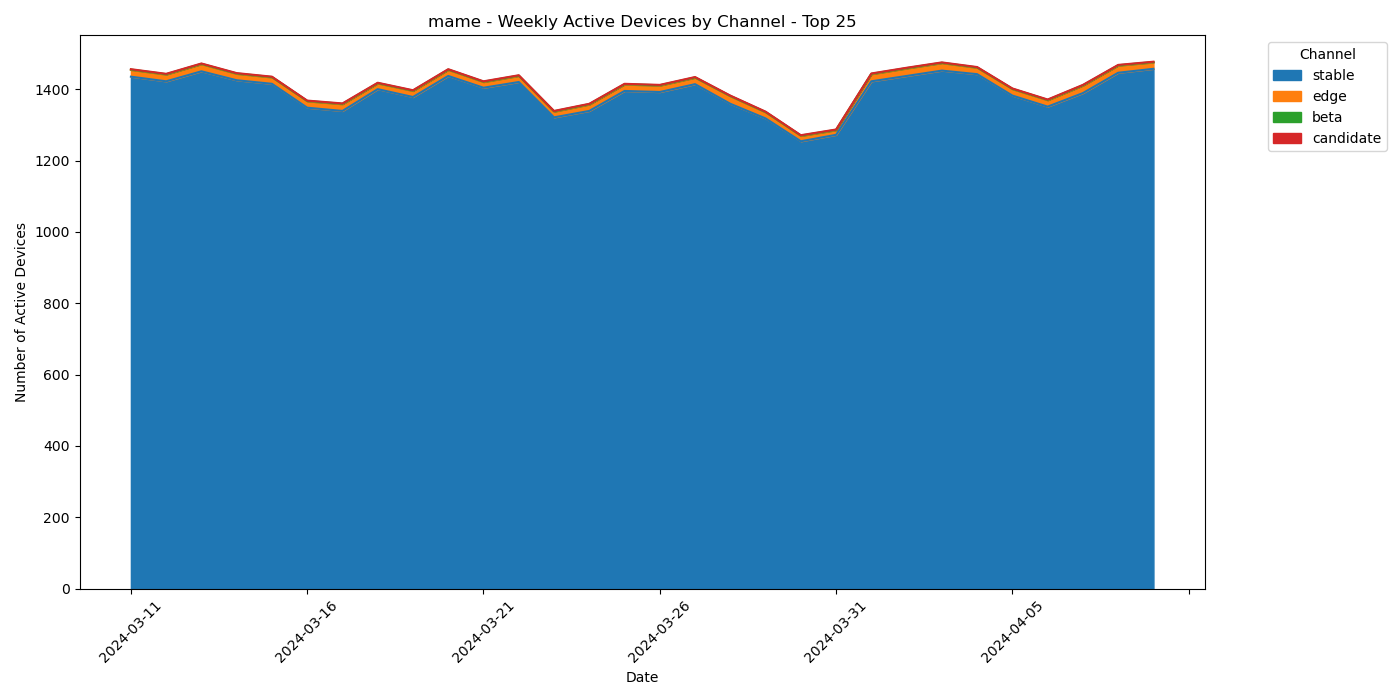 mame - Weekly Active Devices by Channel - Top 25
Channel
stable
edge
beta
candidate
Number of Active Devices
1400
1200
1000
800
600
400
200
0
2024-03-11
2024-03-16
2024-03-21
2024-03-26
2024-03-31
2024-04-05
Date